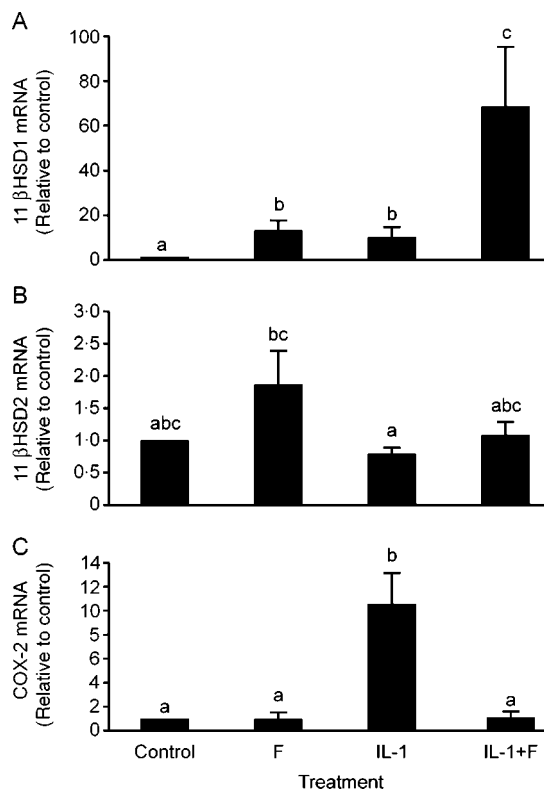 A
11 βHSD1 mRNA
(Relative to control)
100
80
60
40
20
0
a
b
b
c
B
11 βHSD2 mRNA
(Relative to control)
3·0
2·5
2·0
1·5
1·0
0·5
0
abc
bc
a
abc
C
COX-2 mRNA
(Relative to control)
14
12
10
5
6
4
2
0
a
a
b
a
Control
F
IL-1
IL-1+F
Treatment